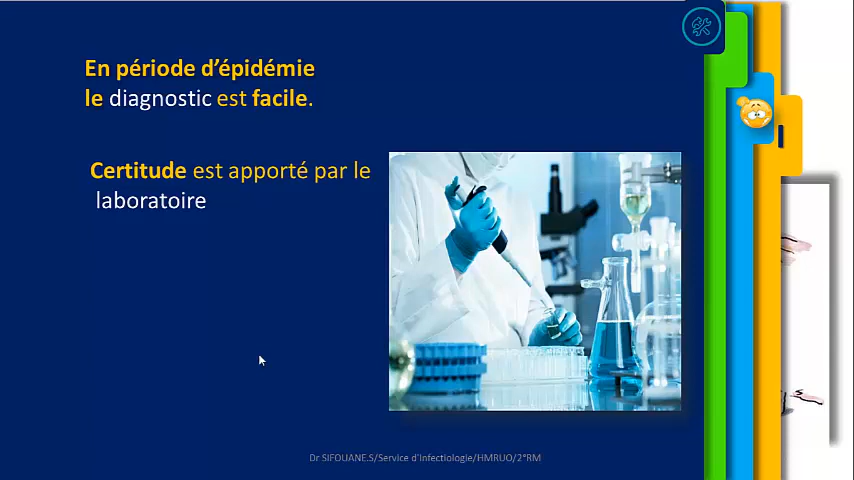 En période d’épidémie
le diagnostic est facile.
Certitude est apporté par le
laboratoire
Dr SIFOUANE.S/Service d'Infectiologie/HMRUO/2°RM